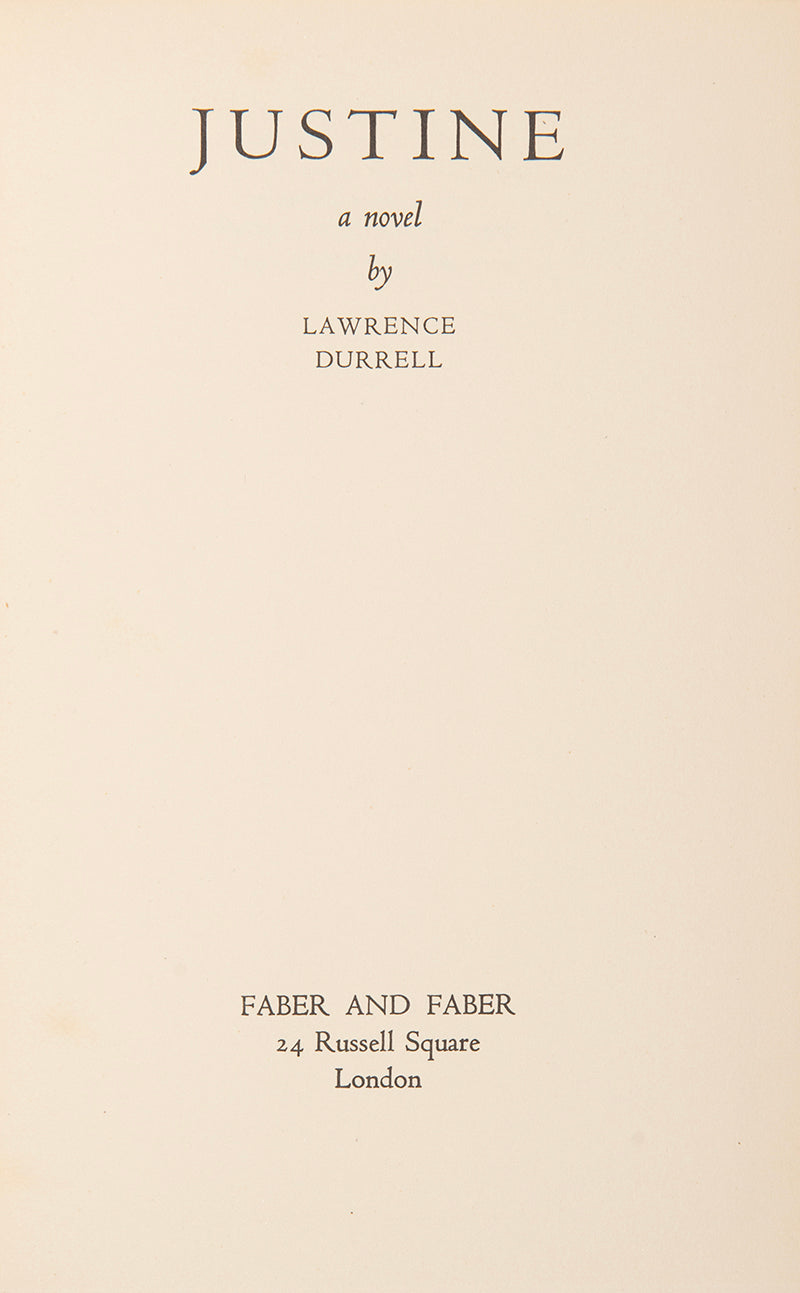 JUSTINE
a novel
by
LAWRENCE
DURRELL
FABER AND FABER
24 Russell Square
London